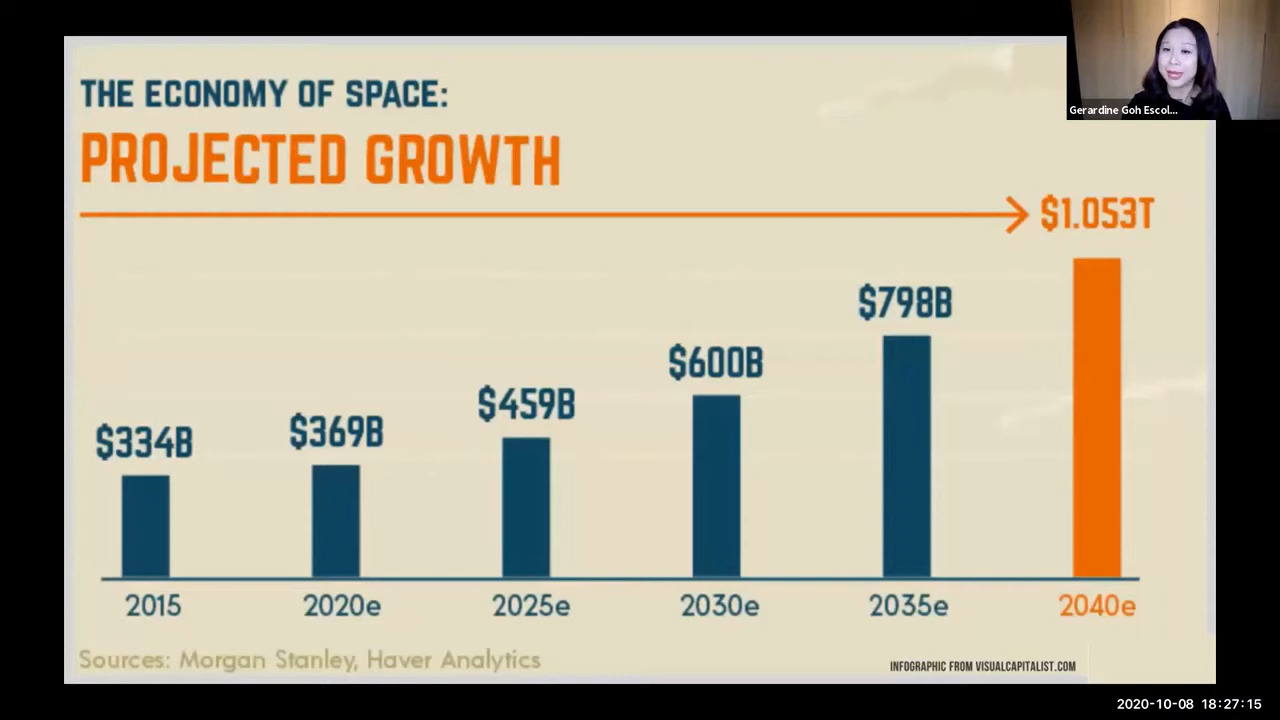 THE ECONOMY OF SPACE:
PROJECTED GROWTH
Gerardine Goh Escol...
$1.053T
$798B
$600B
$459B
$369B
$334B
2015 2020e 2025e 2030e 2035e 2040e
Sources: Morgan Stanley, Haver Analytics
INFOGRAPHIC FROM VISUALCAPITALIST.COM
2020-10-08 18:27:15